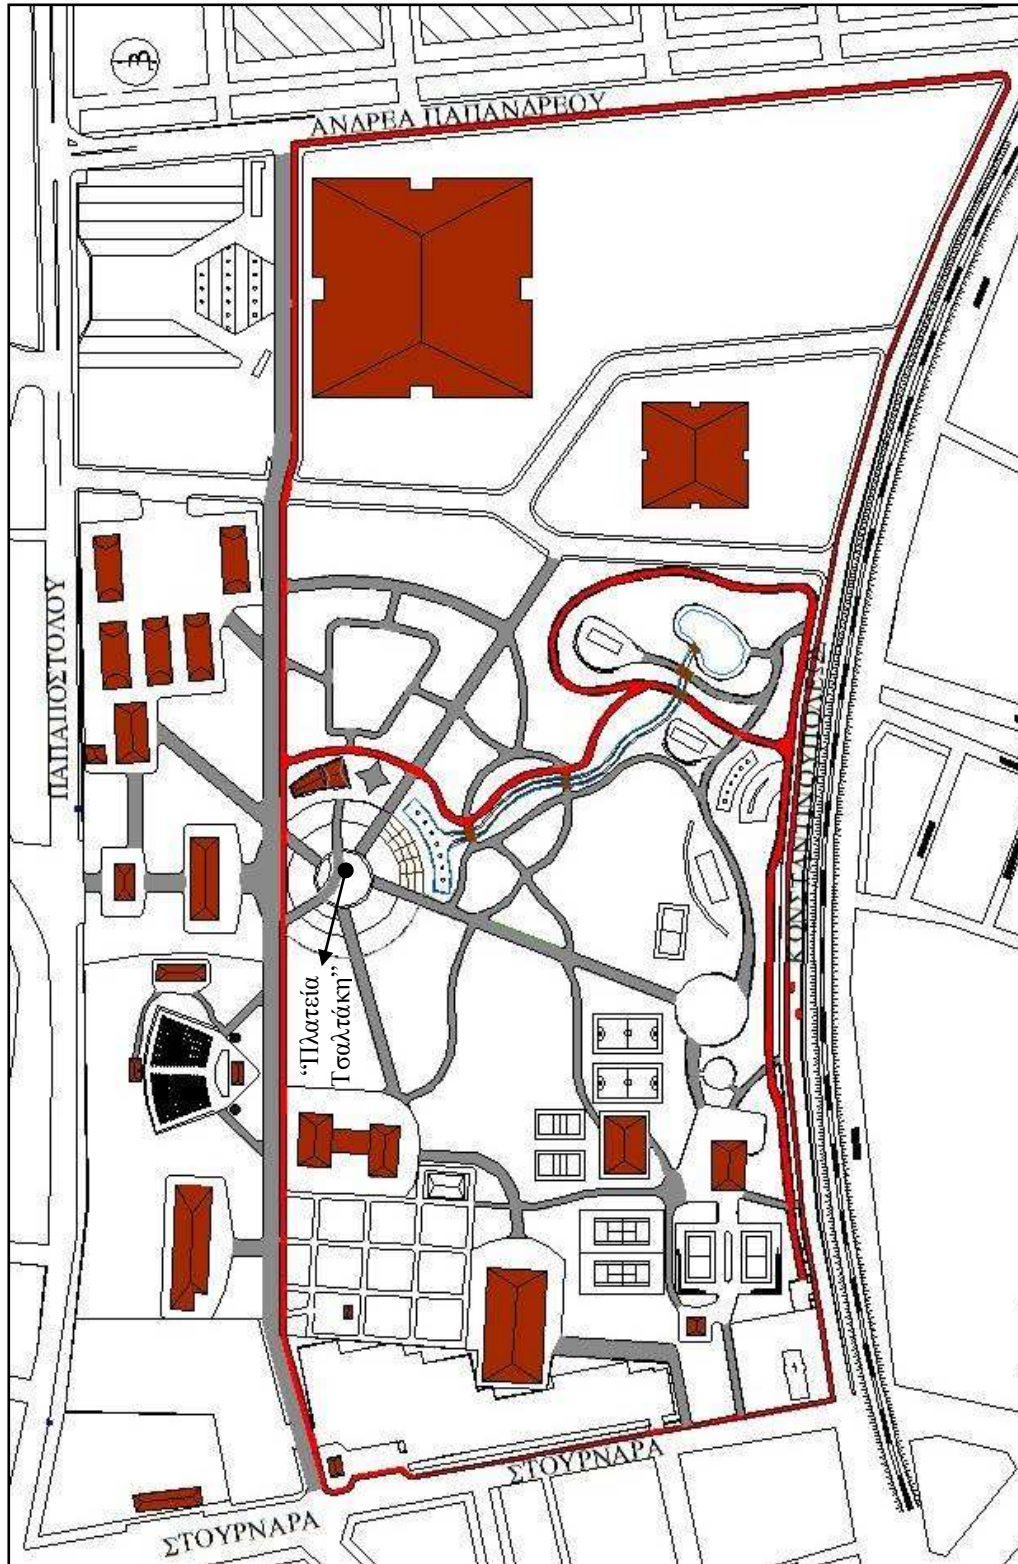 ΑΝΔΡΕΑ ΠΑΠΑΝΔΡΕΟΥ
ΠΑΠΑΠΟΣΤΟΛΟΥ
“Πλατεία
Τσαλτάκη”
ΚΩΝΣΤΑΝΤΙΝΟΥΠΟΛΕΩΣ
ΣΤΟΥΡΝΑΡΑ
ΣΤΟΥΡΝΑΡΑ